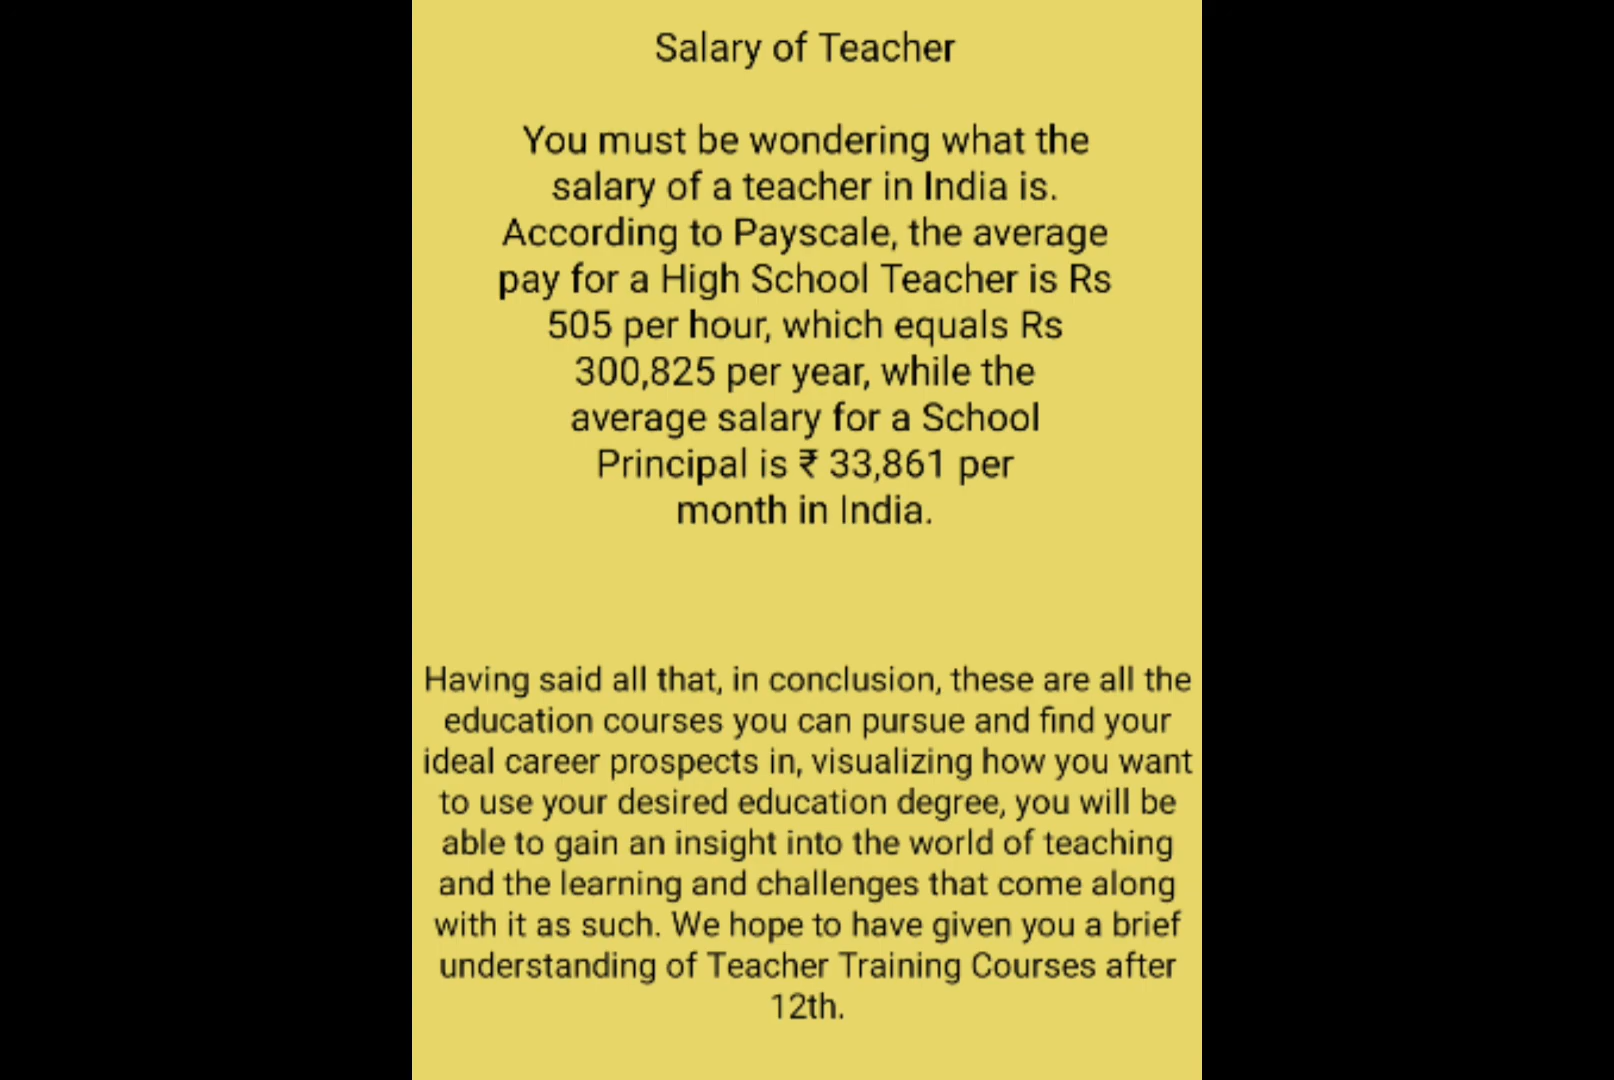 Salary of Teacher
You must be wondering what the
salary of a teacher in India is.
According to Payscale, the average
pay for a High School Teacher is Rs
505 per hour, which equals Rs
300,825 per year, while the
average salary for a School
Principal is ₹ 33,861 per
month in India.
Having said all that, in conclusion, these are all the
education courses you can pursue and find your
ideal career prospects in, visualizing how you want
to use your desired education degree, you will be
able to gain an insight into the world of teaching
and the learning and challenges that come along
with it as such. We hope to have given you a brief
understanding of Teacher Training Courses after
12th.